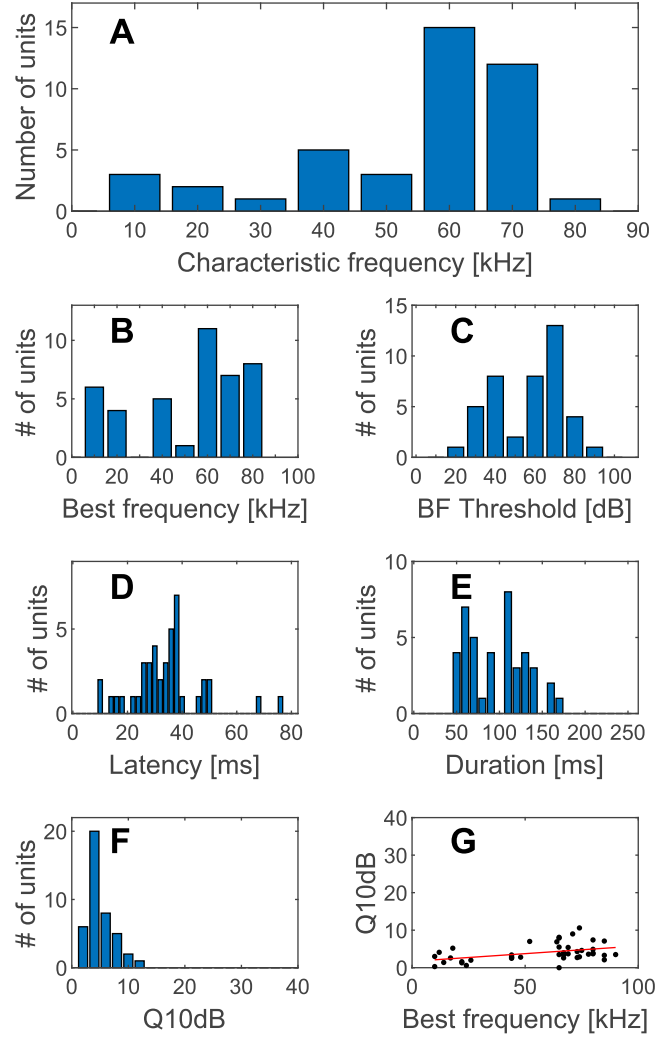 A
Number of units
15
10
5
0
0 10 20 30 40 50 60 70 80 90
Characteristic frequency [kHz]
B
# of units
10
5
0
0 20 40 60 80 100
Best frequency [kHz]
C
# of units
15
10
5
0
0 20 40 60 80 100
BF Threshold [dB]
D
# of units
5
0
0 20 40 60 80
Latency [ms]
E
# of units
10
5
0
0 50 100 150 200 250
Duration [ms]
F
# of units
20
10
0
0 10 20 30 40
Q10dB
G
Q10dB
40
30
20
10
0
0 50 100
Best frequency [kHz]